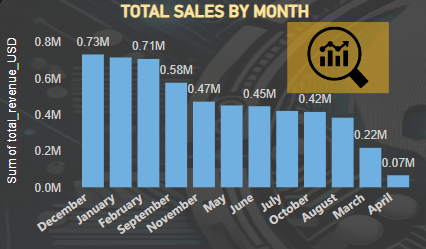 TOTAL SALES BY MONTH
Sum of total_revenue_USD
0.8M
0.6M
0.4M
0.2M
0.0M
0.73M
0.71M
0.58M
0.47M
0.45M
0.42M
0.22M
0.07M
December
January
February
September
November
May
June
July
October
August
March
April